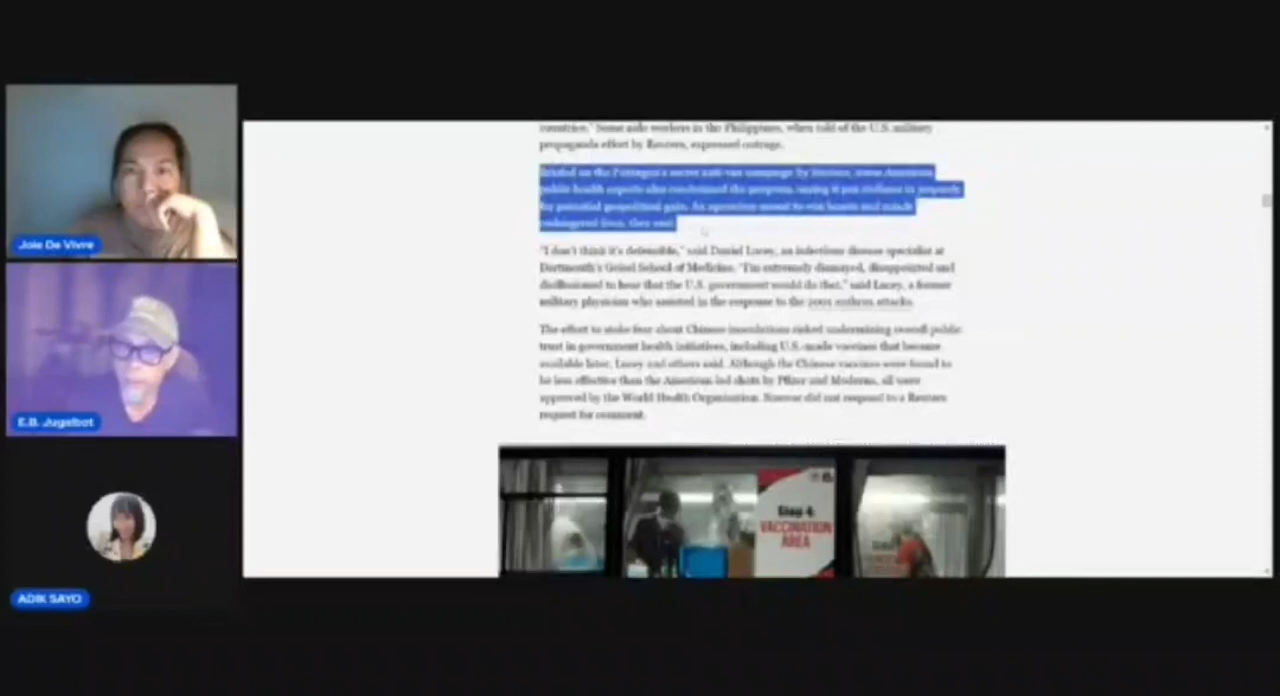 countries." Some aide workers in the Philippines, when told of the U.S. military
propaganda effort by Reuters, expressed outrage.
Briefed on the Pentagon's secret anti-vax campaign by Reuters, some American
public health experts also condemned the program, saying it put civilians in jeopardy
for potential geopolitical gain. An operation meant to win hearts and minds
endangered lives, they said.
"I don't think it's defensible," said Daniel Lucey, an infectious disease specialist at
Dartmouth's Geisel School of Medicine. "I'm extremely dismayed, disappointed and
disillusioned to hear that the U.S. government would do that," said Lucey, a former
military physician who assisted in the response to the 2001 anthrax attacks.
The effort to stoke fear about Chinese inoculations risked undermining overall public
trust in government health initiatives, including U.S.-made vaccines that became
available later, Lucey and others said. Although the Chinese vaccines were found to
be less effective than the American-led shots by Pfizer and Moderna, all were
approved by the World Health Organization. Sinovac did not respond to a Reuters
request for comment.
Joie De Vivre
E.B. Jugalbot
ADIK SAYO
Step 4:
VACCINATION
AREA